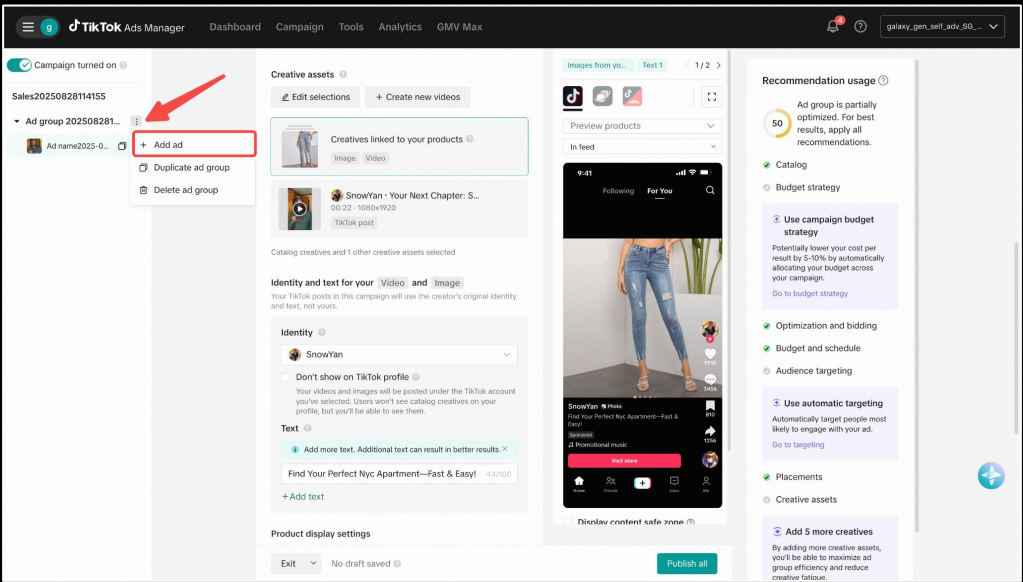 g
TikTok Ads Manager
Dashboard
Campaign
Tools
Analytics
GMV Max
4
galaxy_gen_self_adv_SG_...
Campaign turned on
Sales20250828114155
Ad group 202508281...
Ad name2025-0...
+ Add ad
Duplicate ad group
Delete ad group
Creative assets
Edit selections
+ Create new videos
Creatives linked to your products
Image
Video
SnowYan · Your Next Chapter: S...
00:22 · 1080x1920
TikTok post
Catalog creatives and 1 other creative assets selected
Identity and text for your Video and Image
Your TikTok posts in this campaign will use the creator's original identity
and text, not yours.
Identity
SnowYan
Don't show on TikTok profile
Your videos and images will be posted under the TikTok account
you've selected. Users won't see catalog creatives on your
profile, but you'll be able to see them.
Text
Add more text. Additional text can result in better results.
Find Your Perfect Nyc Apartment—Fast & Easy!
44/100
+Add text
Product display settings
Exit
No draft saved
Publish all
Images from yo...
Text 1
1 / 2
Preview products
In feed
9:41
Following
For You
991K
3456
810
1256
SnowYan
Photo
Find Your Perfect Nyc Apartment—Fast &
Easy!
Sponsored
Promotional music
Visit store
Home
Friends
Inbox
Me
Display content safe zone
Recommendation usage
50
Ad group is partially
optimized. For best
results, apply all
recommendations.
Catalog
Budget strategy
Use campaign budget
strategy
Potentially lower your cost per
result by 5-10% by automatically
allocating your budget across
your campaign.
Go to budget strategy
Optimization and bidding
Budget and schedule
Audience targeting
Use automatic targeting
Automatically target people most
likely to engage with your ad.
Go to targeting
Placements
Creative assets
Add 5 more creatives
By adding more creative assets,
you'll be able to maximize ad
group efficiency and reduce
creative fatigue.